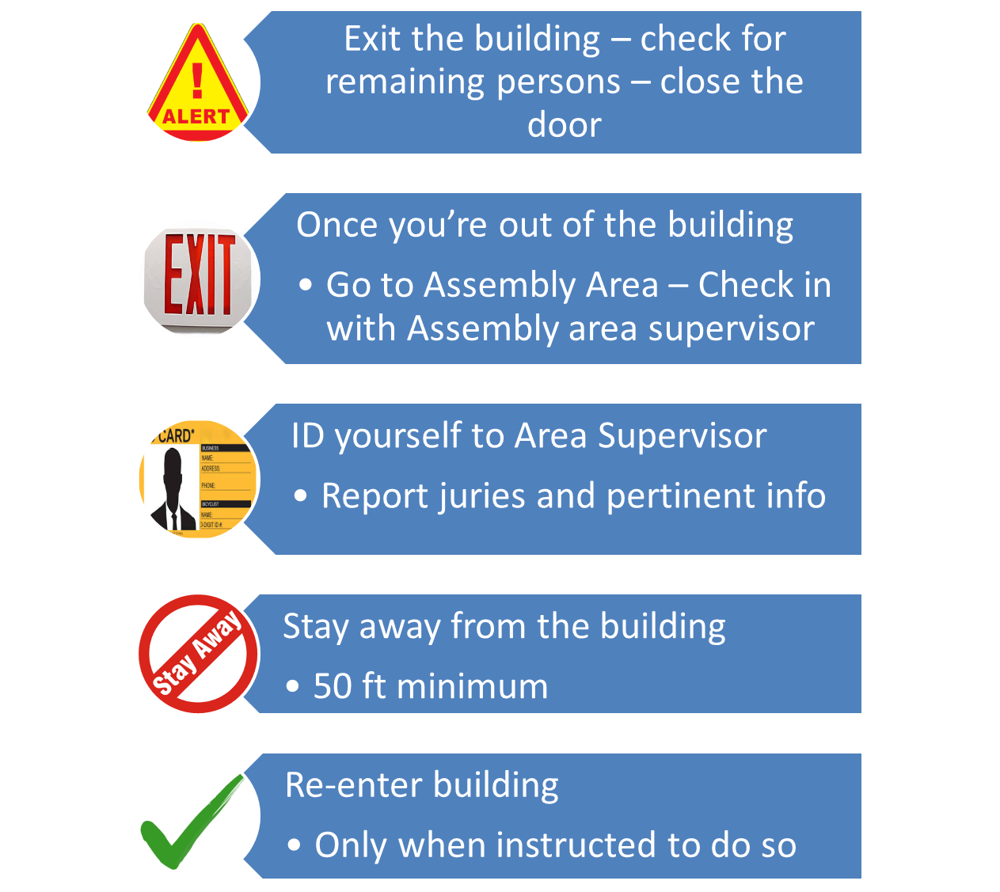 !
ALERT
Exit the building – check for
remaining persons – close the
door
EXIT
Once you’re out of the building
• Go to Assembly Area – Check in
with Assembly area supervisor
CARD*
BUSINESS
NAME:
ADDRESS:
PHONE:
BICYCLIST
NAME:
3-DIGIT ID #:
ID yourself to Area Supervisor
• Report juries and pertinent info
Stay Away
Stay away from the building
• 50 ft minimum
Re-enter building
• Only when instructed to do so